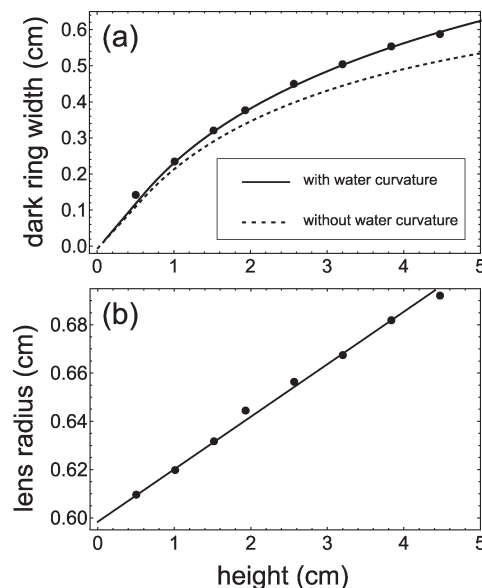 (a)
dark ring width (cm)
0.6
0.5
0.4
0.3
0.2
0.1
0.0
with water curvature
without water curvature
0 1 2 3 4 5
(b)
lens radius (cm)
0.68
0.66
0.64
0.62
0.60
0 1 2 3 4 5
height (cm)